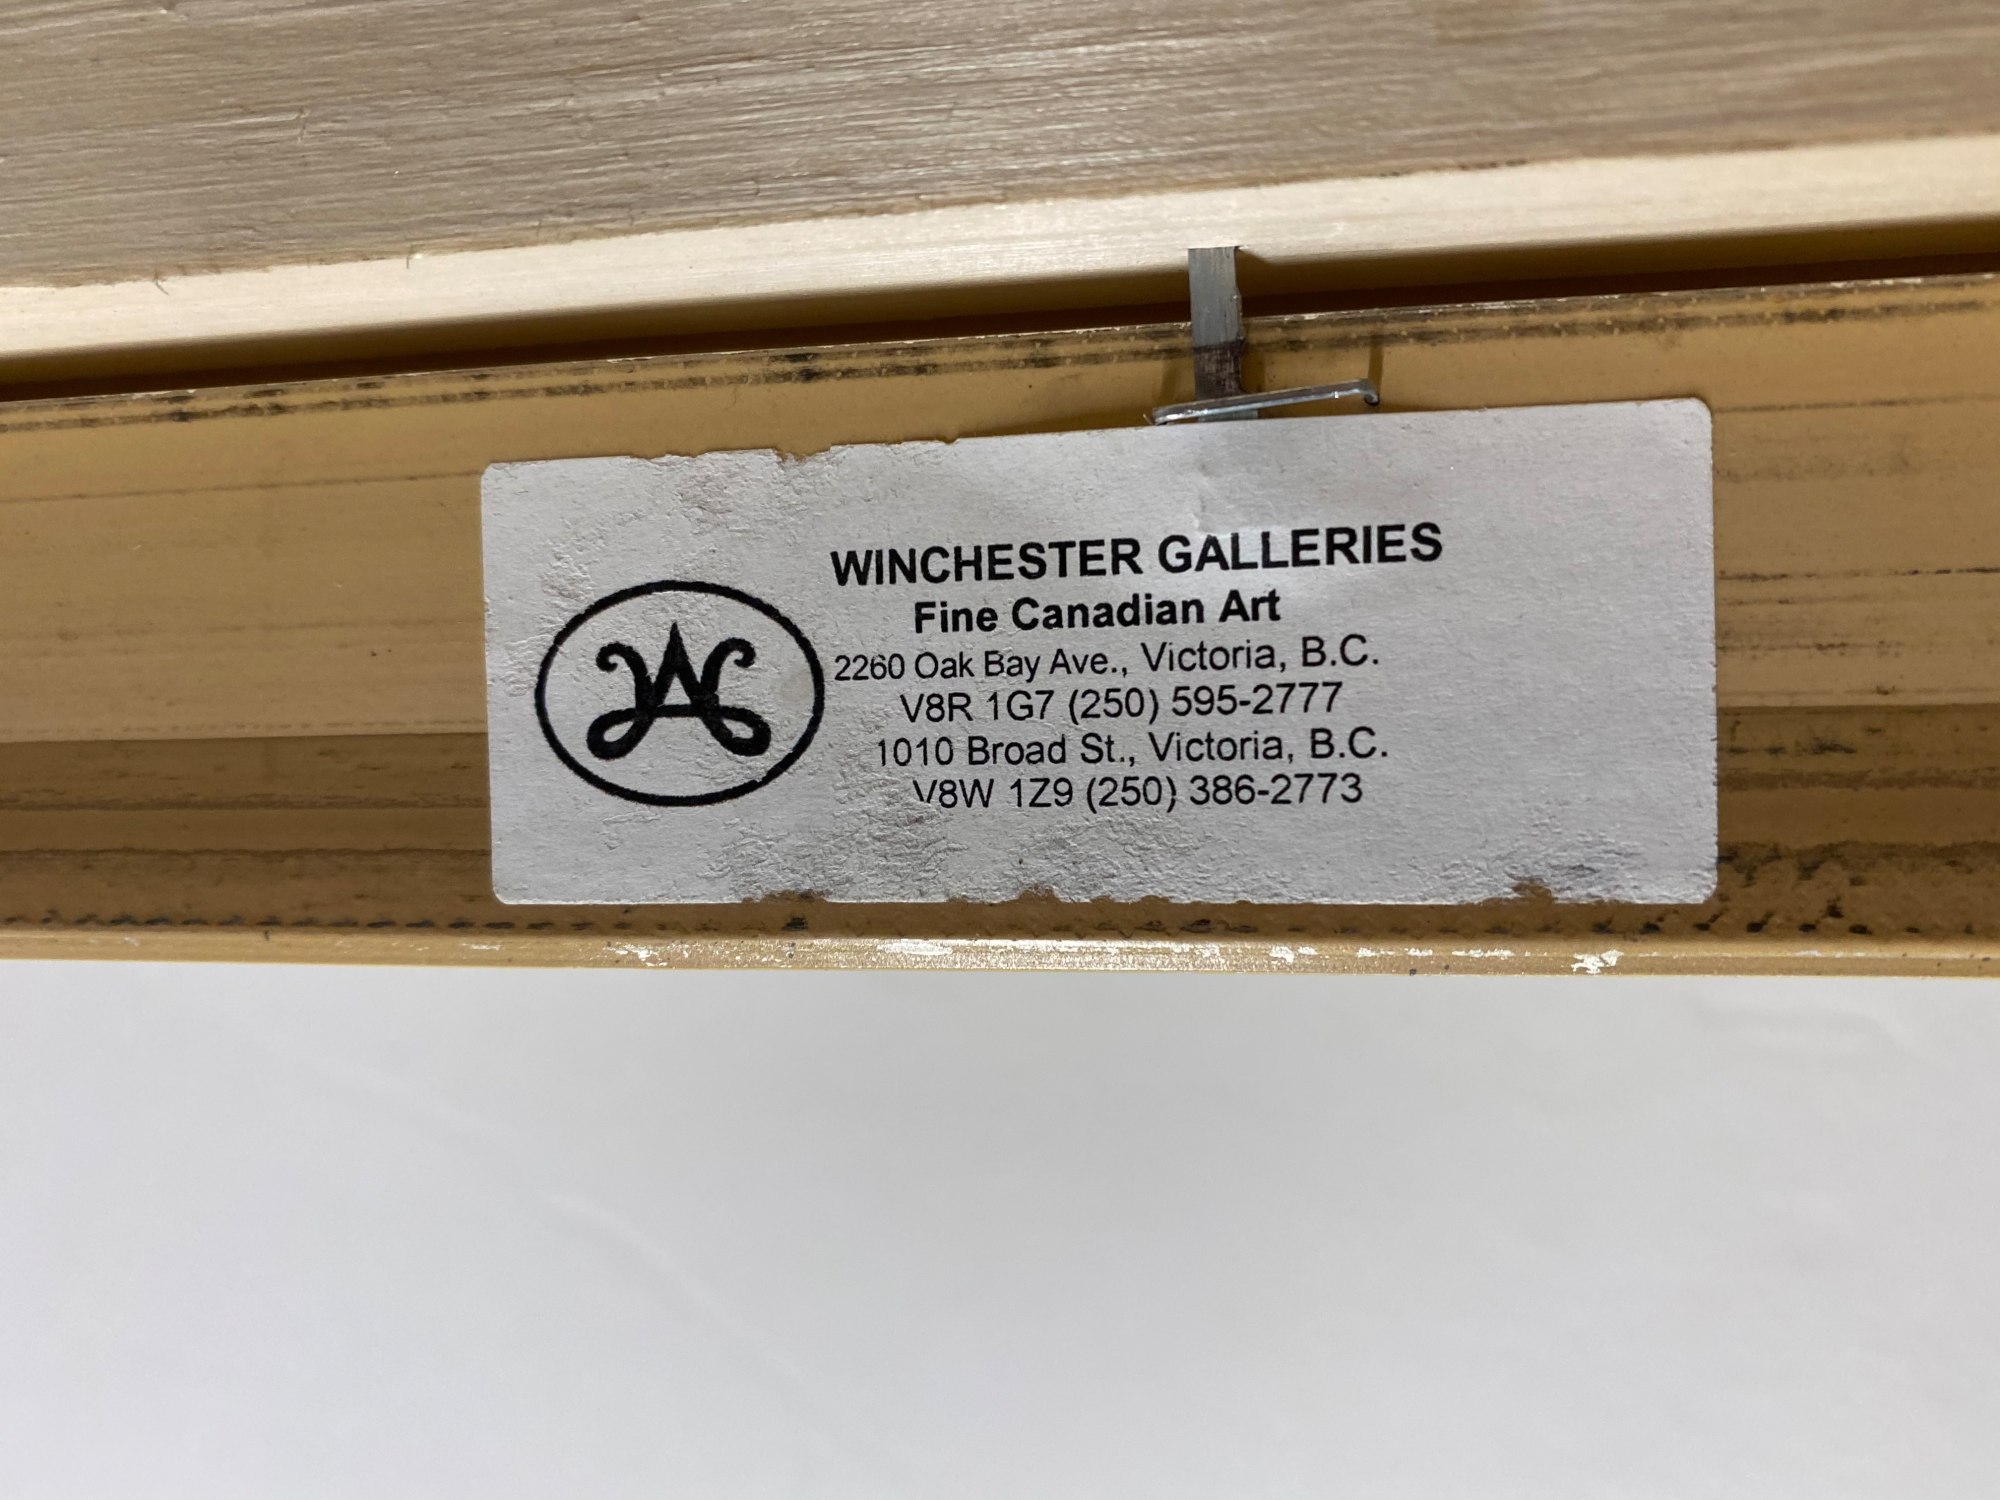 WINCHESTER GALLERIES
Fine Canadian Art
2260 Oak Bay Ave., Victoria, B.C.
V8R 1G7 (250) 595-2777
1010 Broad St., Victoria, B.C.
V8W 1Z9 (250) 386-2773